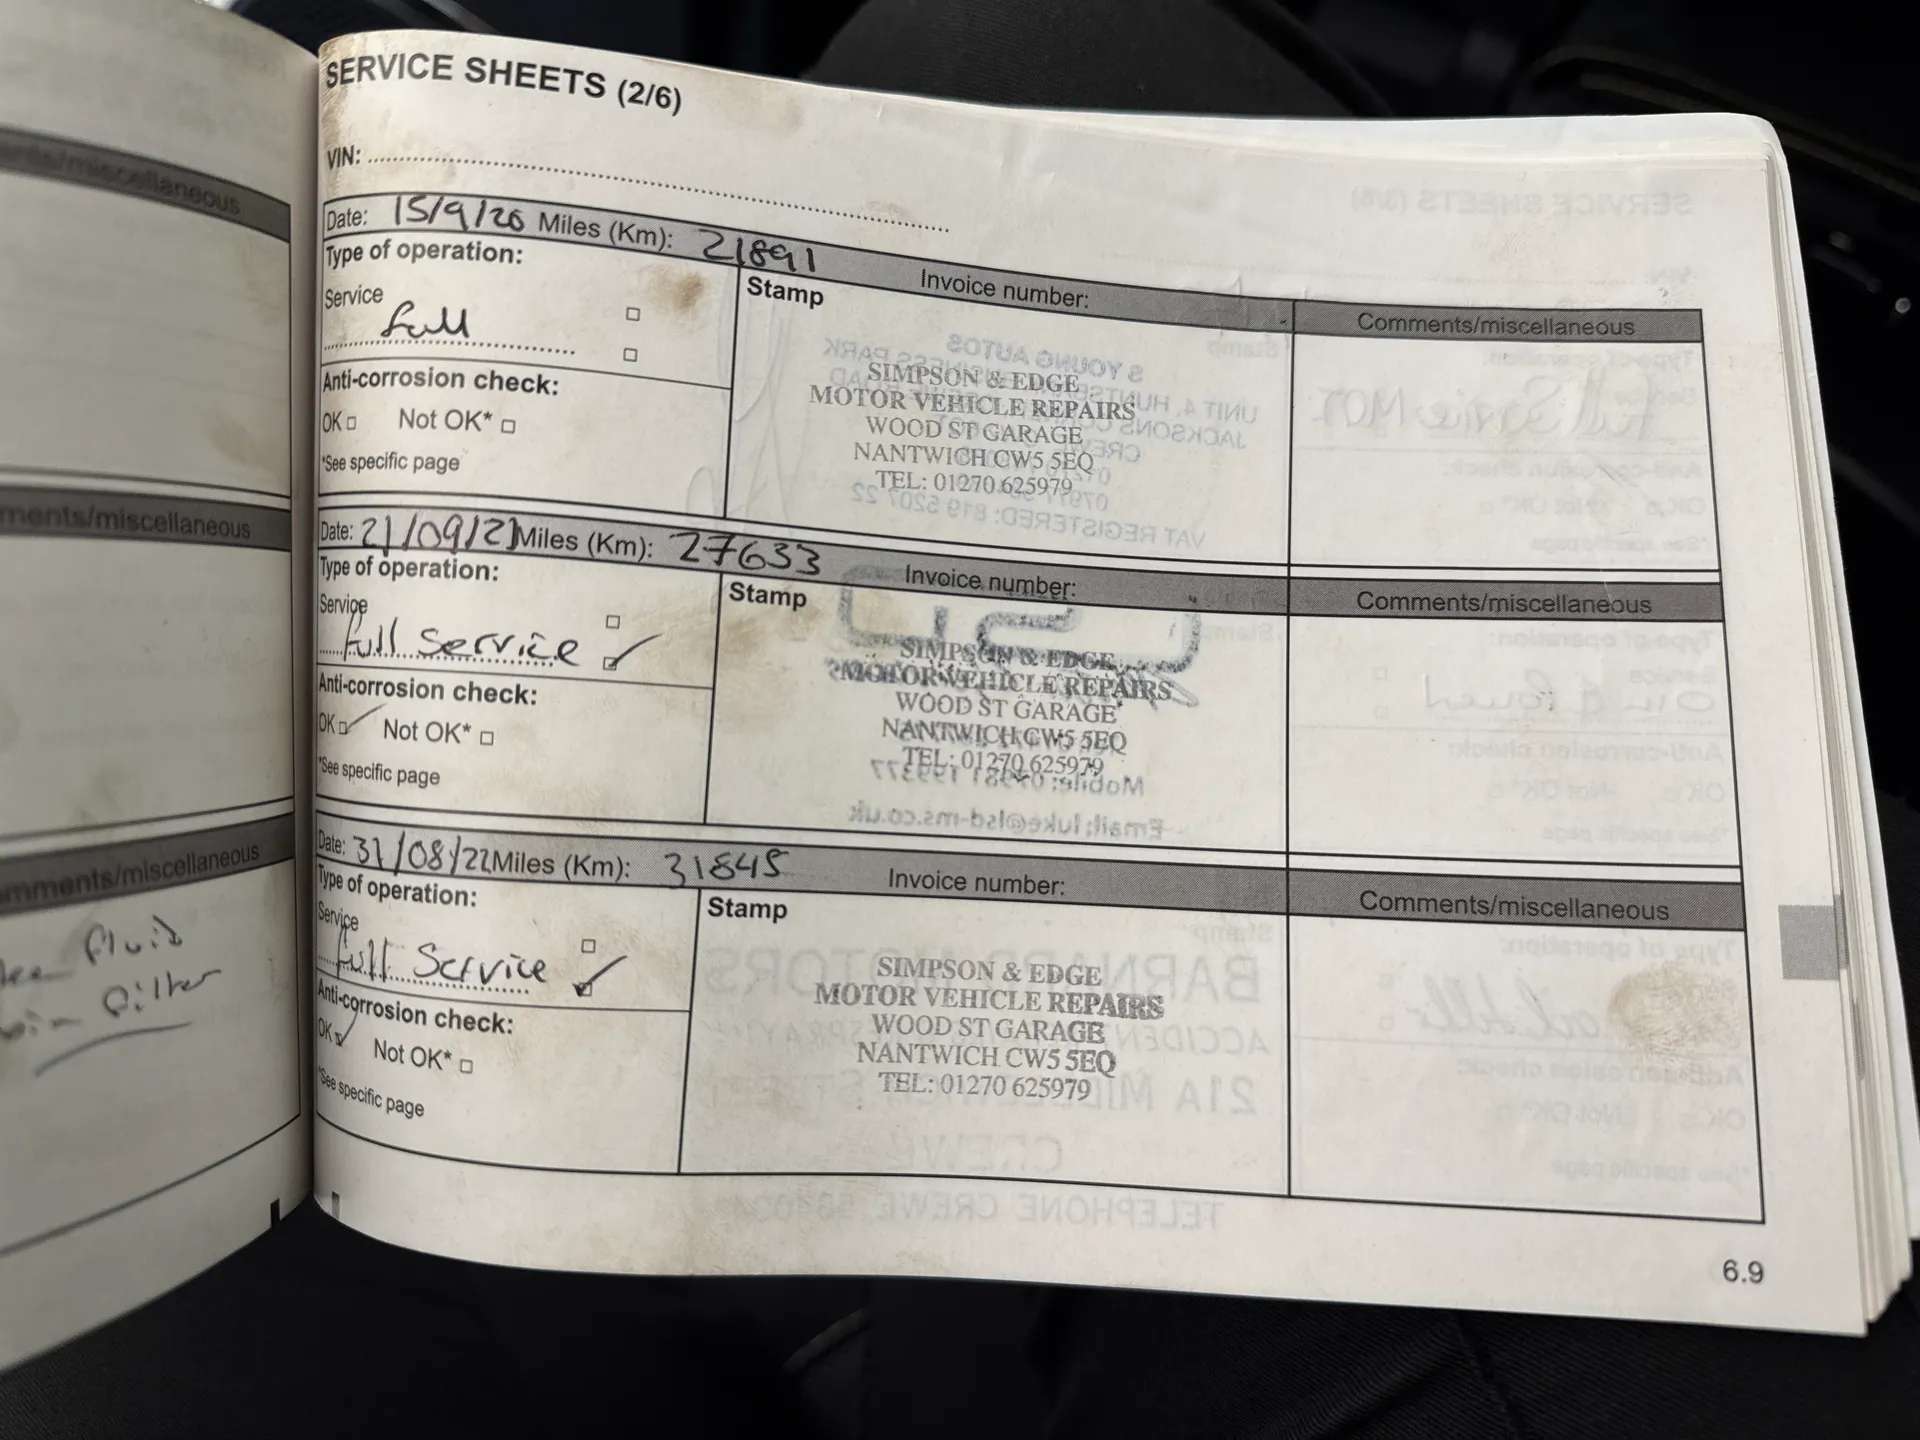 SERVICE SHEETS (2/6)
VIN:
Date: 15/9/20 Miles (Km): 21891 Invoice number:
Comments/miscellaneous
Type of operation:
Service
full
Anti-corrosion check:
OK Not OK*
*See specific page
Stamp
SIMPSON & EDGE
MOTOR VEHICLE REPAIRS
WOOD ST GARAGE
NANTWICH CW5 5EQ
TEL: 01270 625979
Date: 21/09/21 Miles (Km): 27633 Invoice number:
Comments/miscellaneous
Type of operation:
Service
full service
Anti-corrosion check:
OK Not OK*
*See specific page
Stamp
SIMPSON & EDGE
MOTOR VEHICLE REPAIRS
WOOD ST GARAGE
NANTWICH CW5 5EQ
TEL: 01270 625979
Date: 31/08/22 Miles (Km): 31845 Invoice number:
Comments/miscellaneous
Type of operation:
Service
full Service
Anti-corrosion check:
OK Not OK*
*See specific page
Stamp
SIMPSON & EDGE
MOTOR VEHICLE REPAIRS
WOOD ST GARAGE
NANTWICH CW5 5EQ
TEL: 01270 625979
6.9
fluid
filter